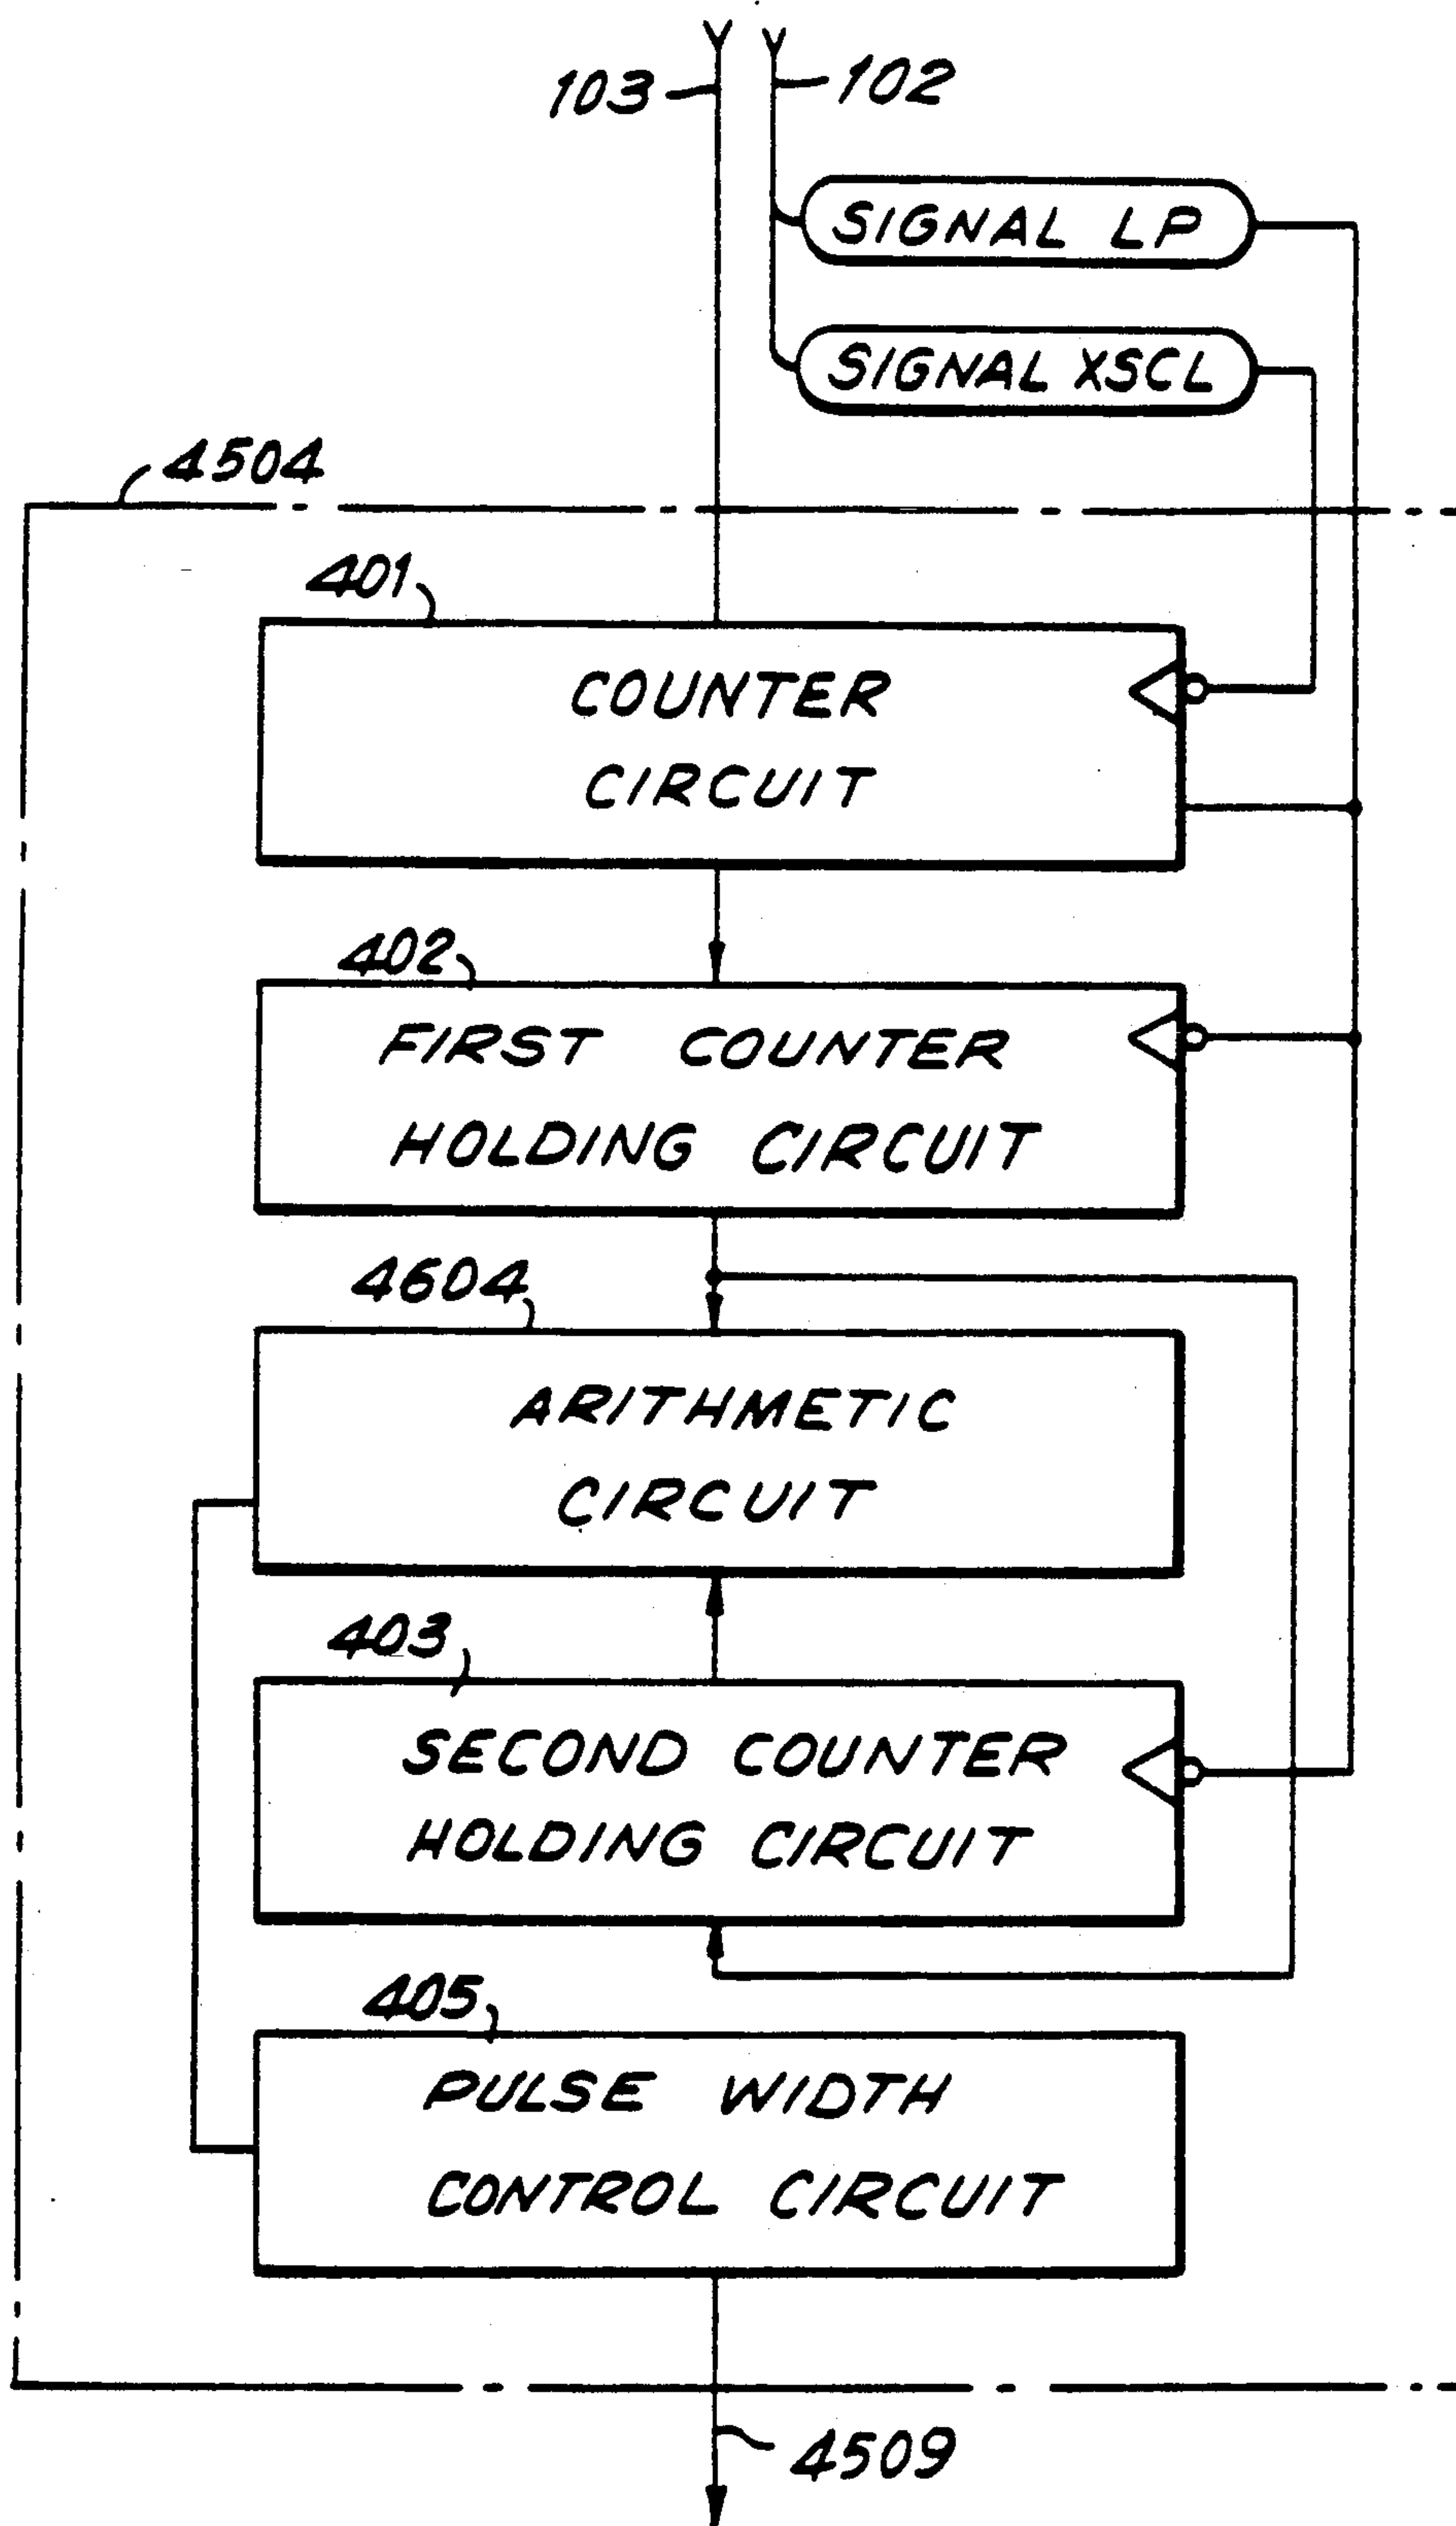 103
102
SIGNAL LP
SIGNAL XSCL
4504
401
COUNTER
CIRCUIT
402
FIRST COUNTER
HOLDING CIRCUIT
4604
ARITHMETIC
CIRCUIT
403
SECOND COUNTER
HOLDING CIRCUIT
405
PULSE WIDTH
CONTROL CIRCUIT
4509